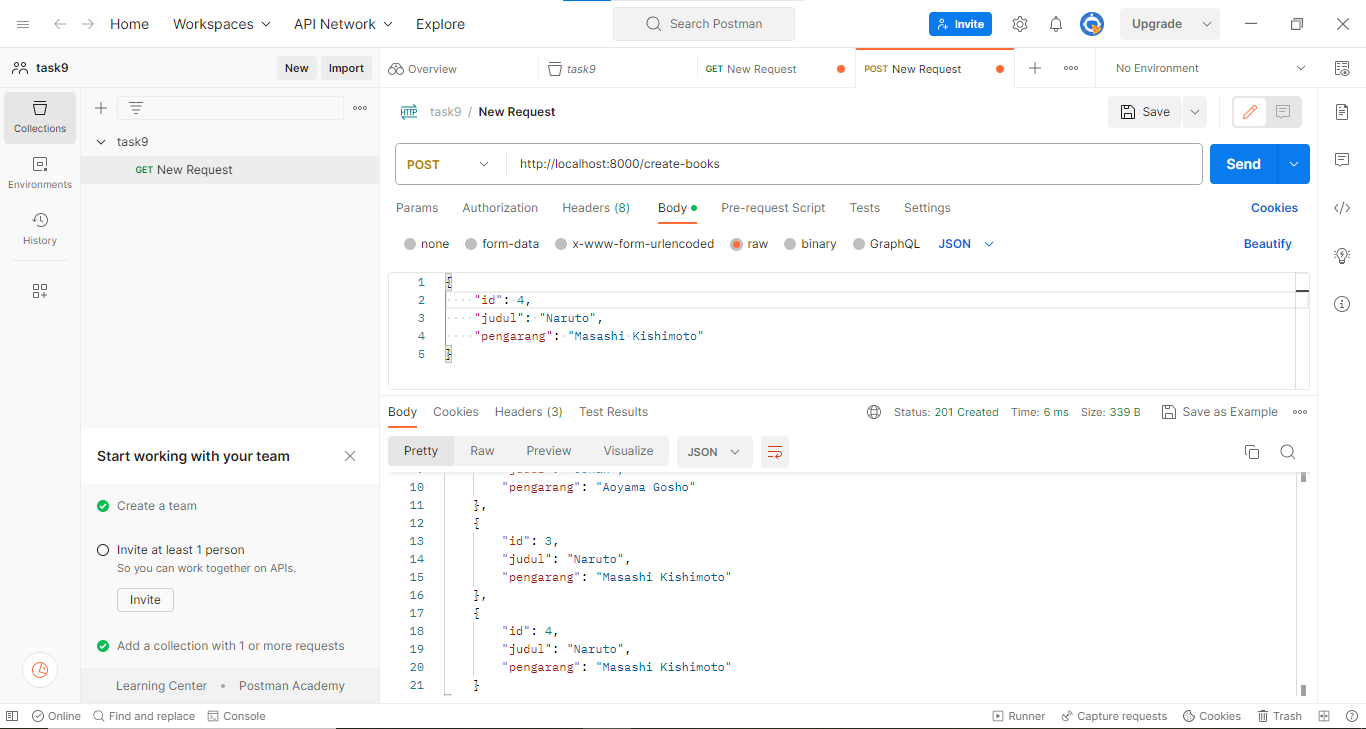 Home Workspaces API Network Explore Search Postman Invite Upgrade
task9 New Import Overview task9 GET New Request POST New Request No Environment
Collections
Environments
History
task9
GET New Request
HTTP task9 / New Request Save
POST http://localhost:8000/create-books Send
Params Authorization Headers (8) Body Pre-request Script Tests Settings Cookies
none form-data x-www-form-urlencoded raw binary GraphQL JSON Beautify
1 {
2 "id": 4,
3 "judul": "Naruto",
4 "pengarang": "Masashi Kishimoto"
5 }
Body Cookies Headers (3) Test Results Status: 201 Created Time: 6 ms Size: 339 B Save as Example
Pretty Raw Preview Visualize JSON
10 "pengarang": "Aoyama Gosho"
11 },
12 {
13 "id": 3,
14 "judul": "Naruto",
15 "pengarang": "Masashi Kishimoto"
16 },
17 {
18 "id": 4,
19 "judul": "Naruto",
20 "pengarang": "Masashi Kishimoto"
21 }
Start working with your team
Create a team
Invite at least 1 person
So you can work together on APIs.
Invite
Add a collection with 1 or more requests
Learning Center • Postman Academy
Online Find and replace Console Runner Capture requests Cookies Trash